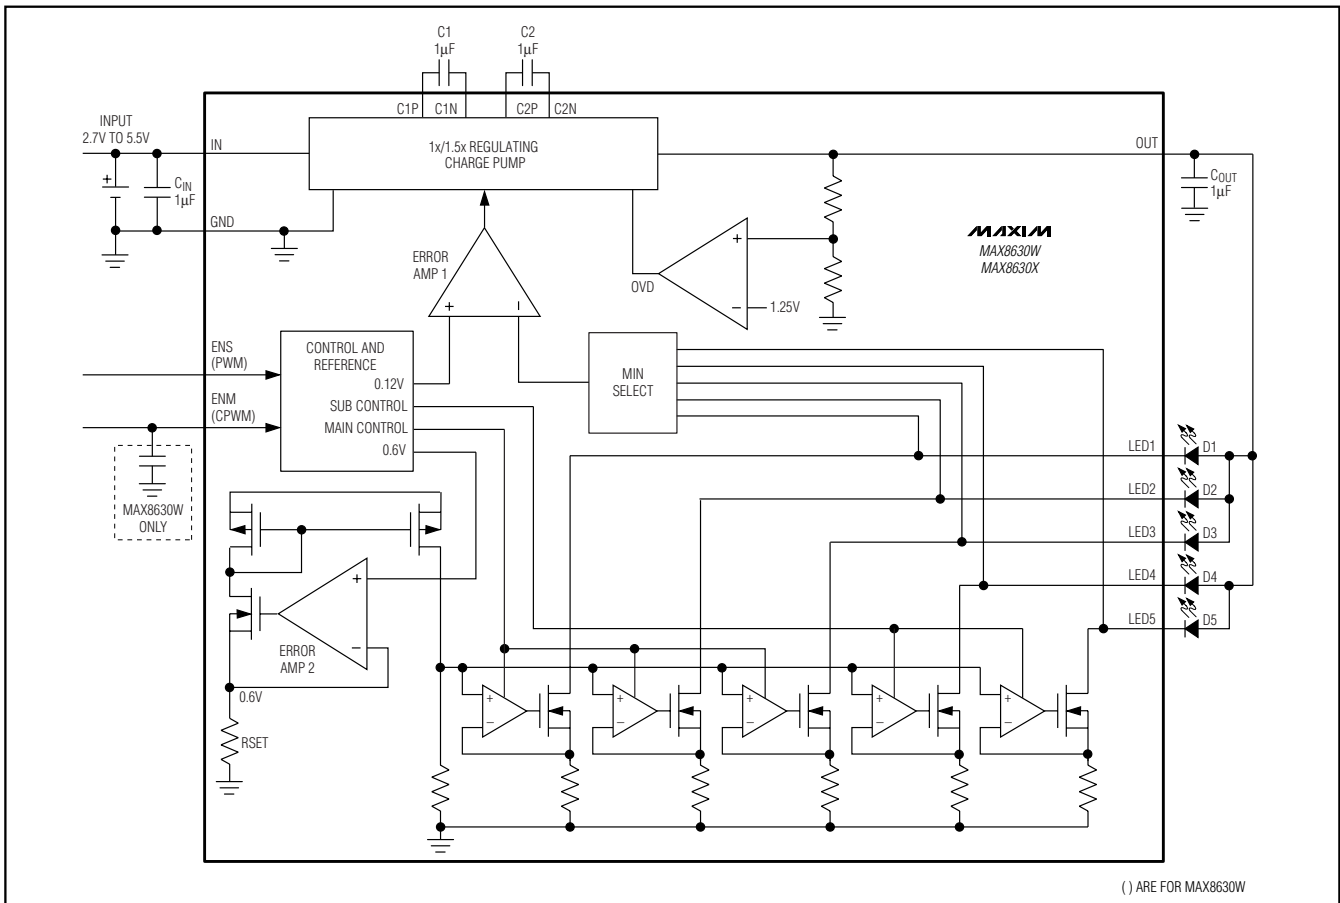 C1
1µF
C2
1µF
C1P
C1N
C2P
C2N
INPUT
2.7V TO 5.5V
IN
1x/1.5x REGULATING
CHARGE PUMP
OUT
+
CIN
1µF
COUT
1µF
GND
MAXIM
MAX8630W
MAX8630X
ERROR
AMP 1
+
−
OVD
+
−
1.25V
ENS
(PWM)
CONTROL AND
REFERENCE
0.12V
SUB CONTROL
MAIN CONTROL
0.6V
ENM
(CPWM)
MIN
SELECT
MAX8630W
ONLY
LED1
D1
LED2
D2
LED3
D3
LED4
D4
LED5
D5
+
−
ERROR
AMP 2
0.6V
RSET
+
−
+
−
+
−
+
−
+
−
( ) ARE FOR MAX8630W